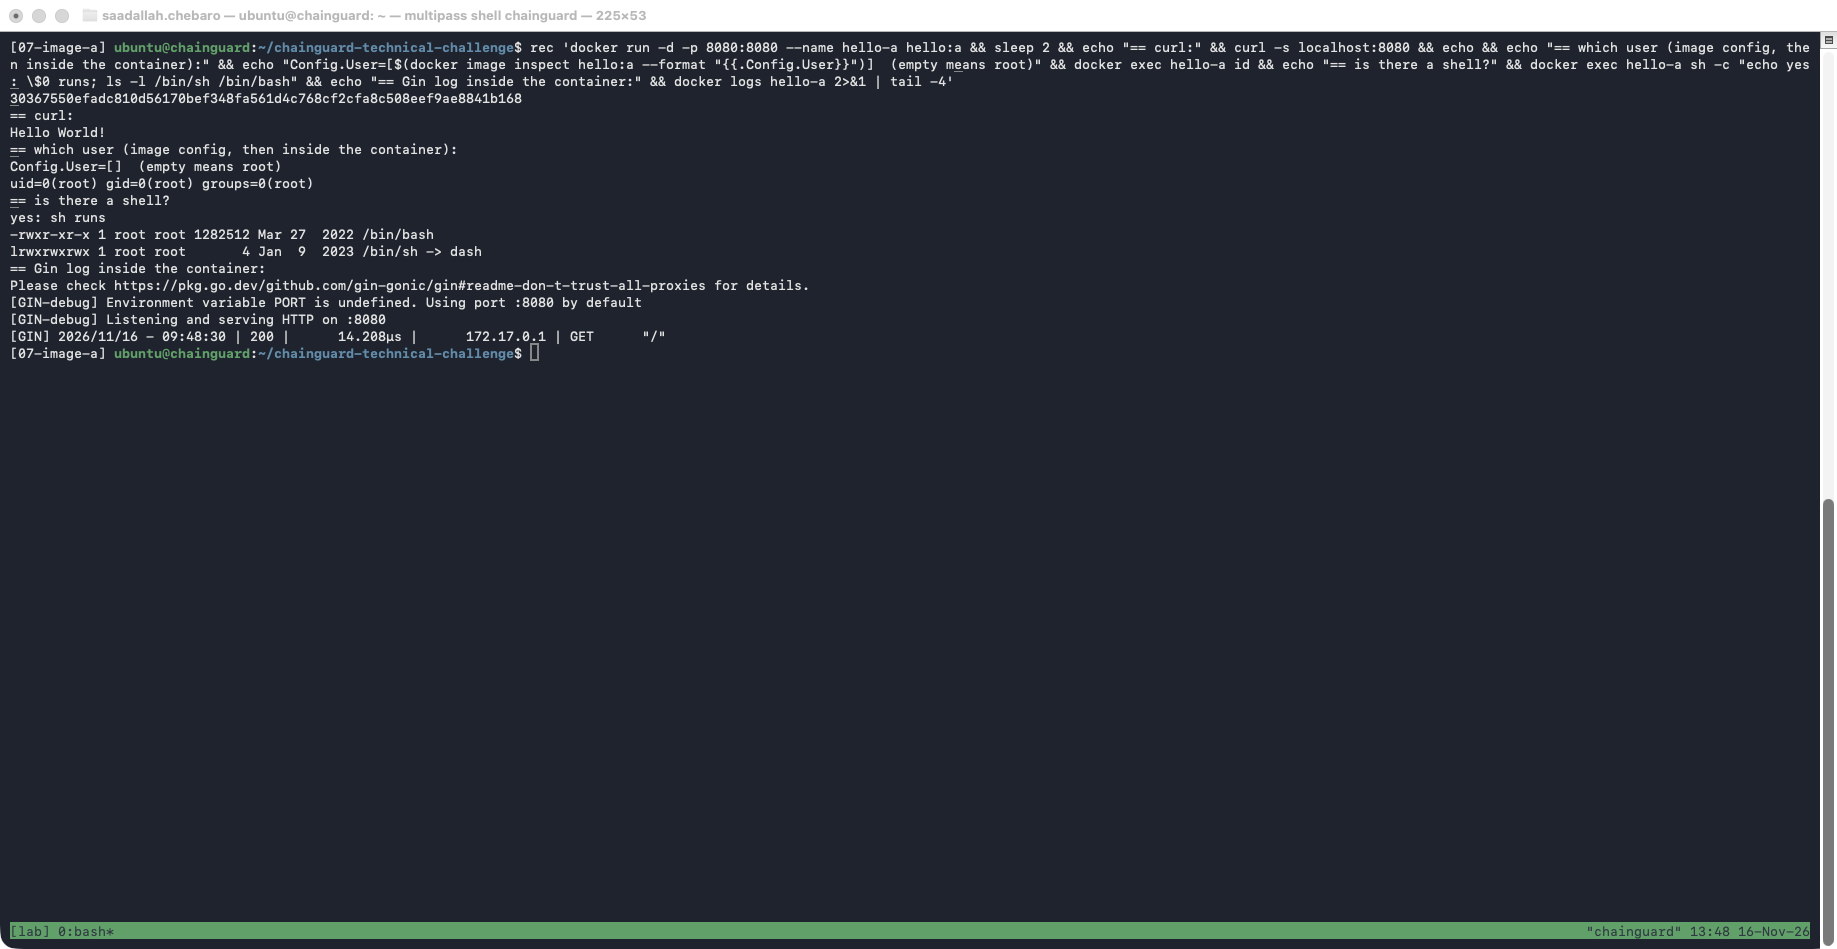 saadallah.chebaro — ubuntu@chainguard: ~ — multipass shell chainguard — 225×53
[07-image-a] ubuntu@chainguard:~/chainguard-technical-challenge$ rec 'docker run -d -p 8080:8080 --name hello-a hello:a && sleep 2 && echo "== curl:" && curl -s localhost:8080 && echo && echo "== which user (image config, the
n inside the container):" && echo "Config.User=[$(docker image inspect hello:a --format "{{.Config.User}}")]  (empty means root)" && docker exec hello-a id && echo "== is there a shell?" && docker exec hello-a sh -c "echo yes
: \$0 runs; ls -l /bin/sh /bin/bash" && echo "== Gin log inside the container:" && docker logs hello-a 2>&1 | tail -4'
30367550efadc810d56170bef348fa561d4c768cf2cfa8c508eef9ae8841b168
== curl:
Hello World!
== which user (image config, then inside the container):
Config.User=[]  (empty means root)
uid=0(root) gid=0(root) groups=0(root)
== is there a shell?
yes: sh runs
-rwxr-xr-x 1 root root 1282512 Mar 27  2022 /bin/bash
lrwxrwxrwx 1 root root       4 Jan  9  2023 /bin/sh -> dash
== Gin log inside the container:
Please check https://pkg.go.dev/github.com/gin-gonic/gin#readme-don-t-trust-all-proxies for details.
[GIN-debug] Environment variable PORT is undefined. Using port :8080 by default
[GIN-debug] Listening and serving HTTP on :8080
[GIN] 2026/11/16 - 09:48:30 | 200 |      14.208µs |      172.17.0.1 | GET      "/"
[07-image-a] ubuntu@chainguard:~/chainguard-technical-challenge$
[lab] 0:bash* "chainguard" 13:48 16-Nov-26